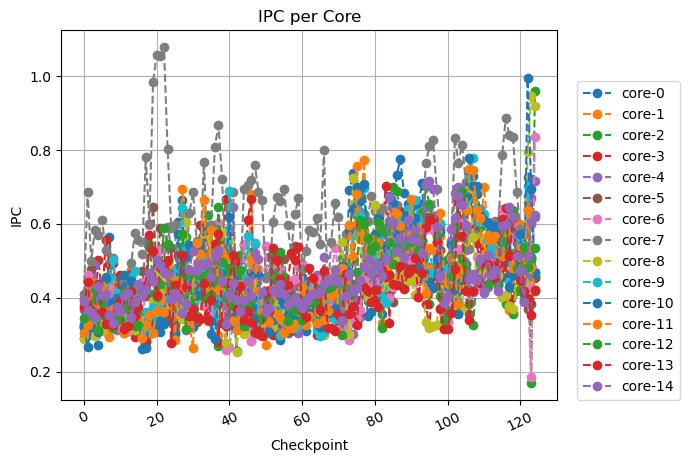 IPC per Core
IPC
1.0
0.8
0.6
0.4
0.2
0
20
40
60
80
100
120
Checkpoint
core-0
core-1
core-2
core-3
core-4
core-5
core-6
core-7
core-8
core-9
core-10
core-11
core-12
core-13
core-14